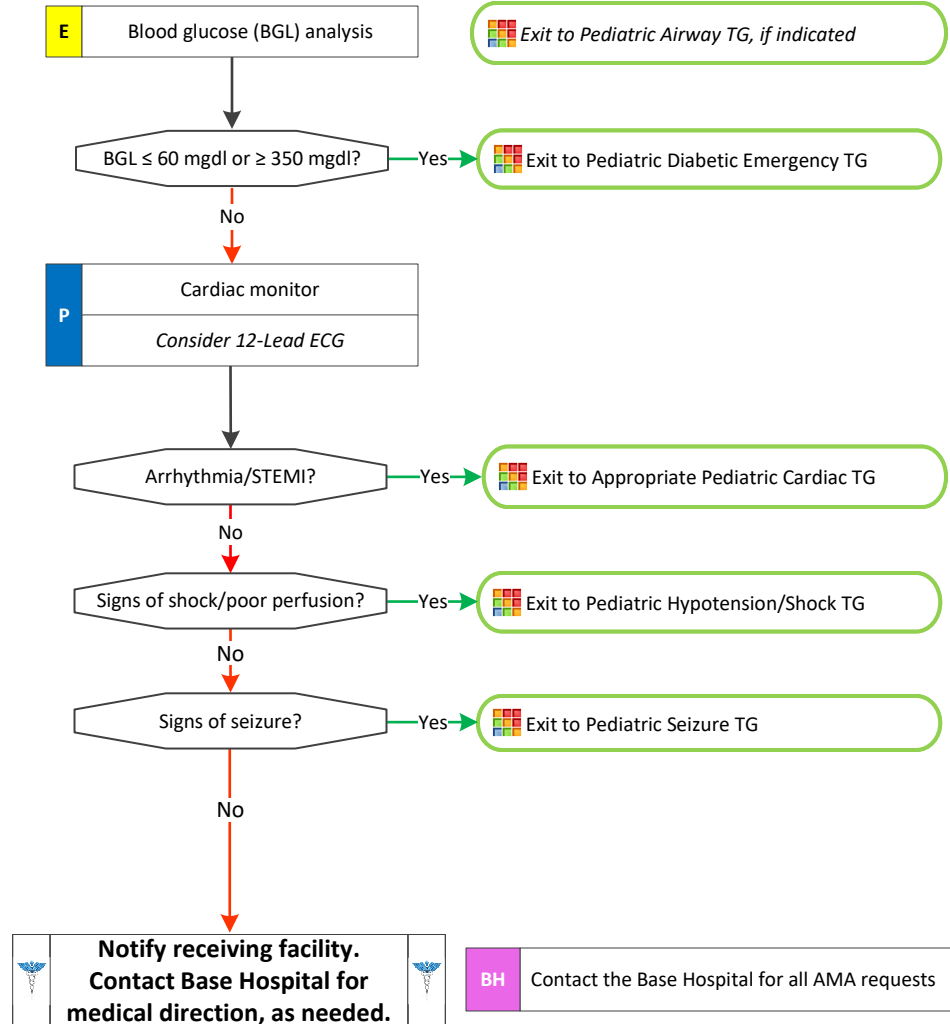 E
Blood glucose (BGL) analysis
Exit to Pediatric Airway TG, if indicated
BGL ≤ 60 mgdl or ≥ 350 mgdl?
Yes
Exit to Pediatric Diabetic Emergency TG
No
P
Cardiac monitor
Consider 12-Lead ECG
Arrhythmia/STEMI?
Yes
Exit to Appropriate Pediatric Cardiac TG
No
Signs of shock/poor perfusion?
Yes
Exit to Pediatric Hypotension/Shock TG
No
Signs of seizure?
Yes
Exit to Pediatric Seizure TG
No
Notify receiving facility.
Contact Base Hospital for
medical direction, as needed.
BH
Contact the Base Hospital for all AMA requests